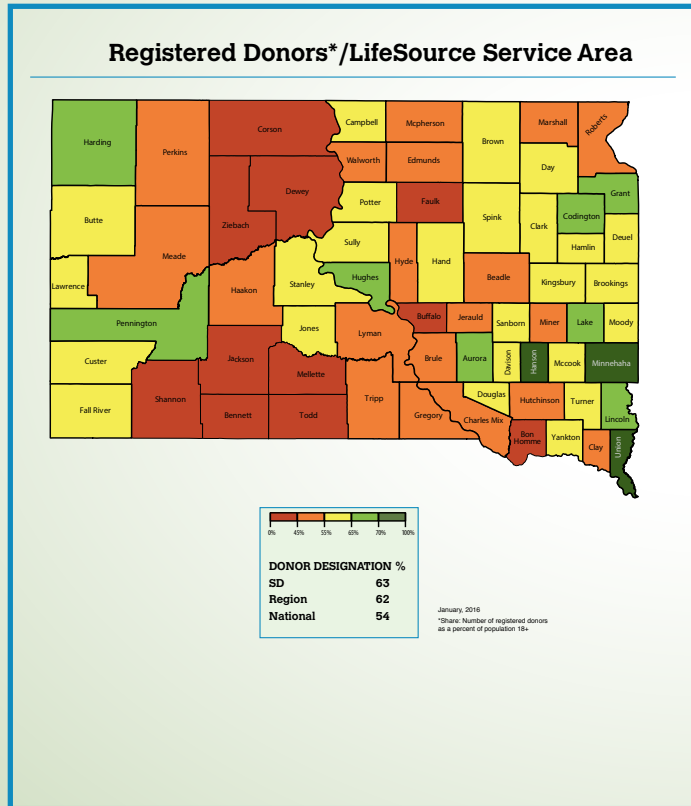 Registered Donors*/LifeSource Service Area
Harding
Perkins
Corson
Campbell
Mcpherson
Brown
Marshall
Roberts
Walworth
Edmunds
Day
Dewey
Ziebach
Potter
Faulk
Grant
Codington
Butte
Spink
Clark
Deuel
Hamlin
Meade
Sully
Hyde
Hand
Lawrence
Haakon
Stanley
Hughes
Beadle
Kingsbury
Brookings
Pennington
Jones
Lyman
Buffalo
Jerauld
Sanborn
Miner
Lake
Moody
Custer
Jackson
Brule
Aurora
Davison
Hanson
Mccook
Minnehaha
Mellette
Shannon
Fall River
Bennett
Todd
Tripp
Gregory
Douglas
Charles Mix
Hutchinson
Turner
Lincoln
Bon
Homme
Yankton
Clay
Union
0% 45% 55% 65% 70% 100%
DONOR DESIGNATION %
SD 63
Region 62
National 54
January, 2016
*Share: Number of registered donors
as a percent of population 18+